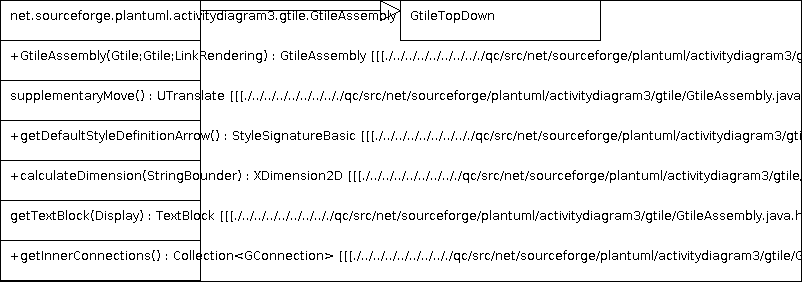 net.sourceforge.plantuml.activitydiagram3.gtile.GtileAssembly
GtileTopDown
+GtileAssembly(Gtile;Gtile;LinkRendering) : GtileAssembly [[[./../../../../../../../qc/src/net/sourceforge/plantuml/activitydiagram3/g
supplementaryMove() : UTranslate [[[./../../../../../../../qc/src/net/sourceforge/plantuml/activitydiagram3/gtile/GtileAssembly.java
+getDefaultStyleDefinitionArrow() : StyleSignatureBasic [[[./../../../../../../../qc/src/net/sourceforge/plantuml/activitydiagram3/gti
+calculateDimension(StringBounder) : XDimension2D [[[./../../../../../../../qc/src/net/sourceforge/plantuml/activitydiagram3/gtile,
getTextBlock(Display) : TextBlock [[[./../../../../../../../qc/src/net/sourceforge/plantuml/activitydiagram3/gtile/GtileAssembly.java.h
+getInnerConnections() : Collection<GConnection> [[[./../../../../../../../qc/src/net/sourceforge/plantuml/activitydiagram3/gtile/G